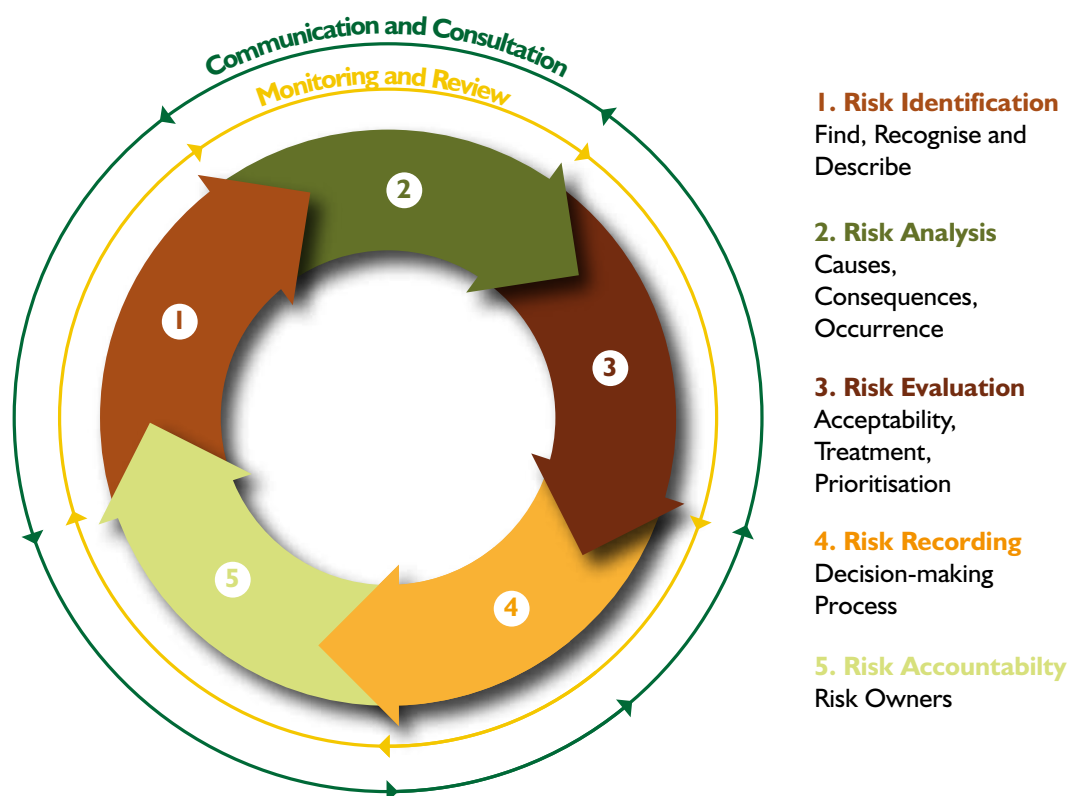 Communication and Consultation
Monitoring and Review
1
2
3
4
5
1. Risk Identification
Find, Recognise and
Describe
2. Risk Analysis
Causes,
Consequences,
Occurrence
3. Risk Evaluation
Acceptability,
Treatment,
Prioritisation
4. Risk Recording
Decision-making
Process
5. Risk Accountabilty
Risk Owners